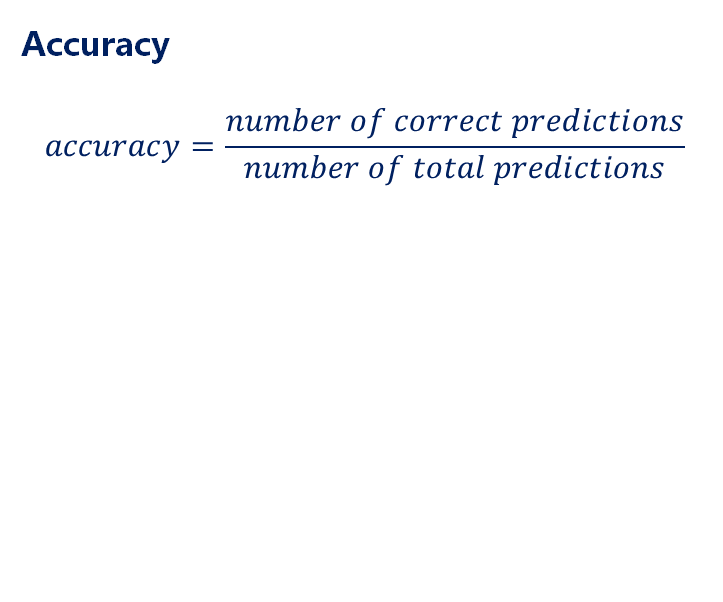 Accuracy
accuracy = number of correct predictions
number of total predictions